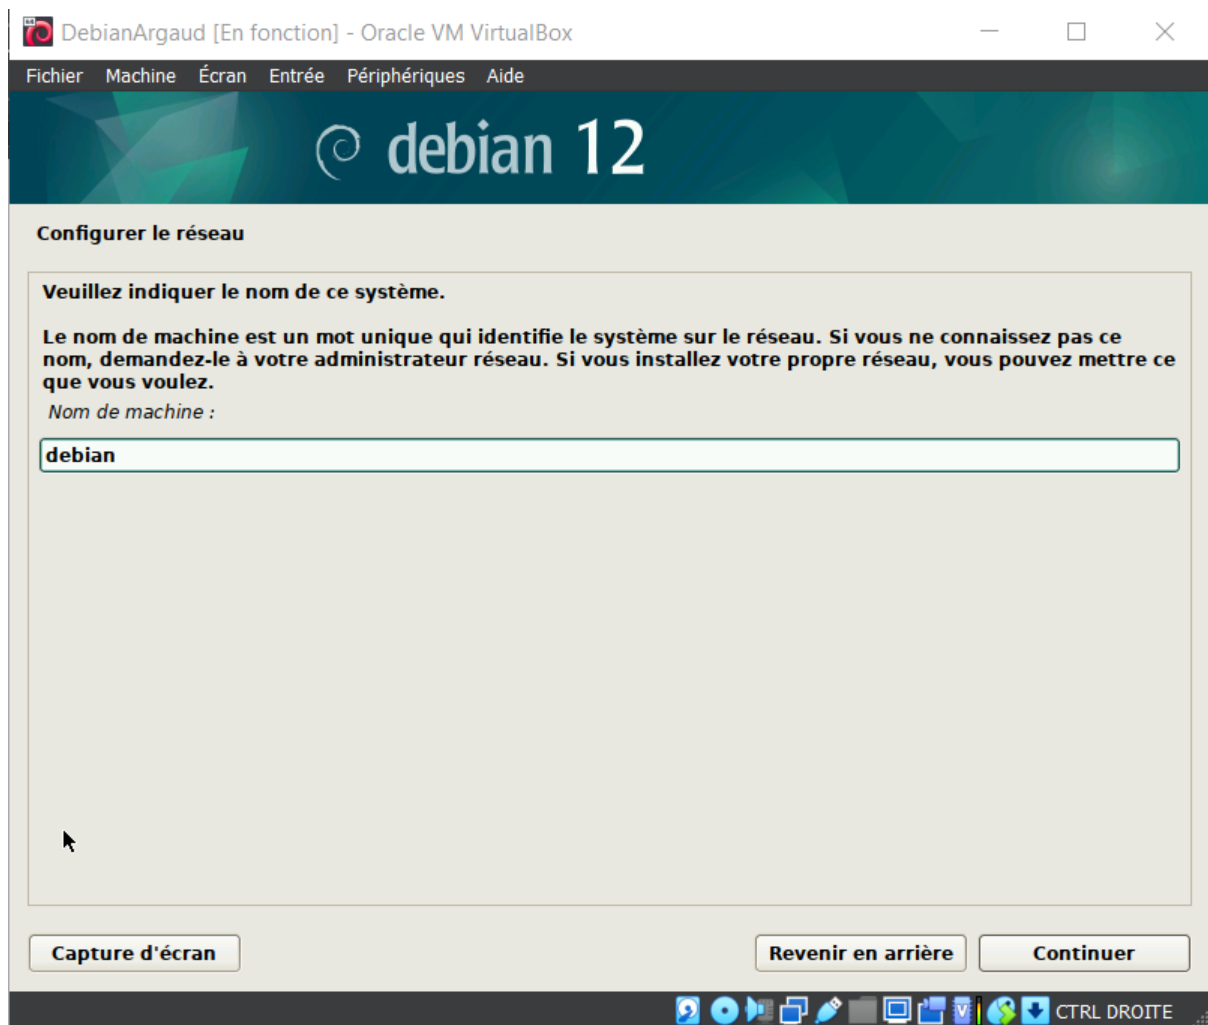 DebianArgaud [En fonction] - Oracle VM VirtualBox
Fichier Machine Écran Entrée Périphériques Aide
debian 12
Configurer le réseau
Veuillez indiquer le nom de ce système.
Le nom de machine est un mot unique qui identifie le système sur le réseau. Si vous ne connaissez pas ce
nom, demandez-le à votre administrateur réseau. Si vous installez votre propre réseau, vous pouvez mettre ce
que vous voulez.
Nom de machine :
debian
Capture d'écran Revenir en arrière Continuer
CTRL DROITE